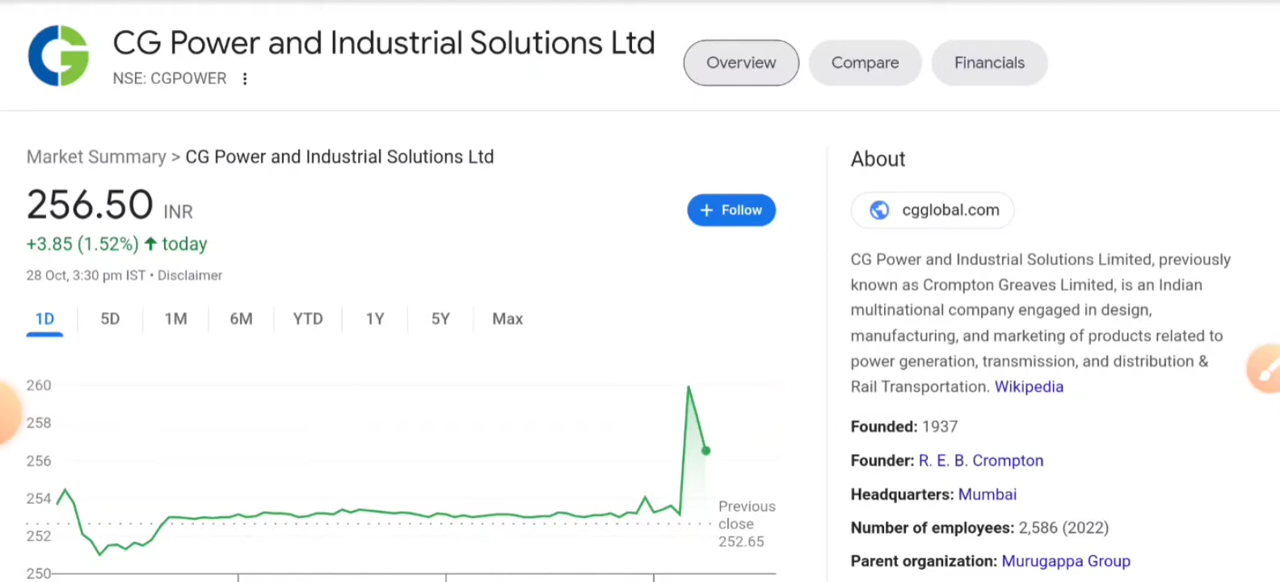 CG Power and Industrial Solutions Ltd
NSE: CGPOWER
Overview
Compare
Financials
Market Summary > CG Power and Industrial Solutions Ltd
256.50 INR
+3.85 (1.52%) ↑ today
28 Oct, 3:30 pm IST • Disclaimer
+ Follow
1D 5D 1M 6M YTD 1Y 5Y Max
260
258
256
254
252
250
Previous
close
252.65
About
cgglobal.com
CG Power and Industrial Solutions Limited, previously
known as Crompton Greaves Limited, is an Indian
multinational company engaged in design,
manufacturing, and marketing of products related to
power generation, transmission, and distribution &
Rail Transportation. Wikipedia
Founded: 1937
Founder: R. E. B. Crompton
Headquarters: Mumbai
Number of employees: 2,586 (2022)
Parent organization: Murugappa Group